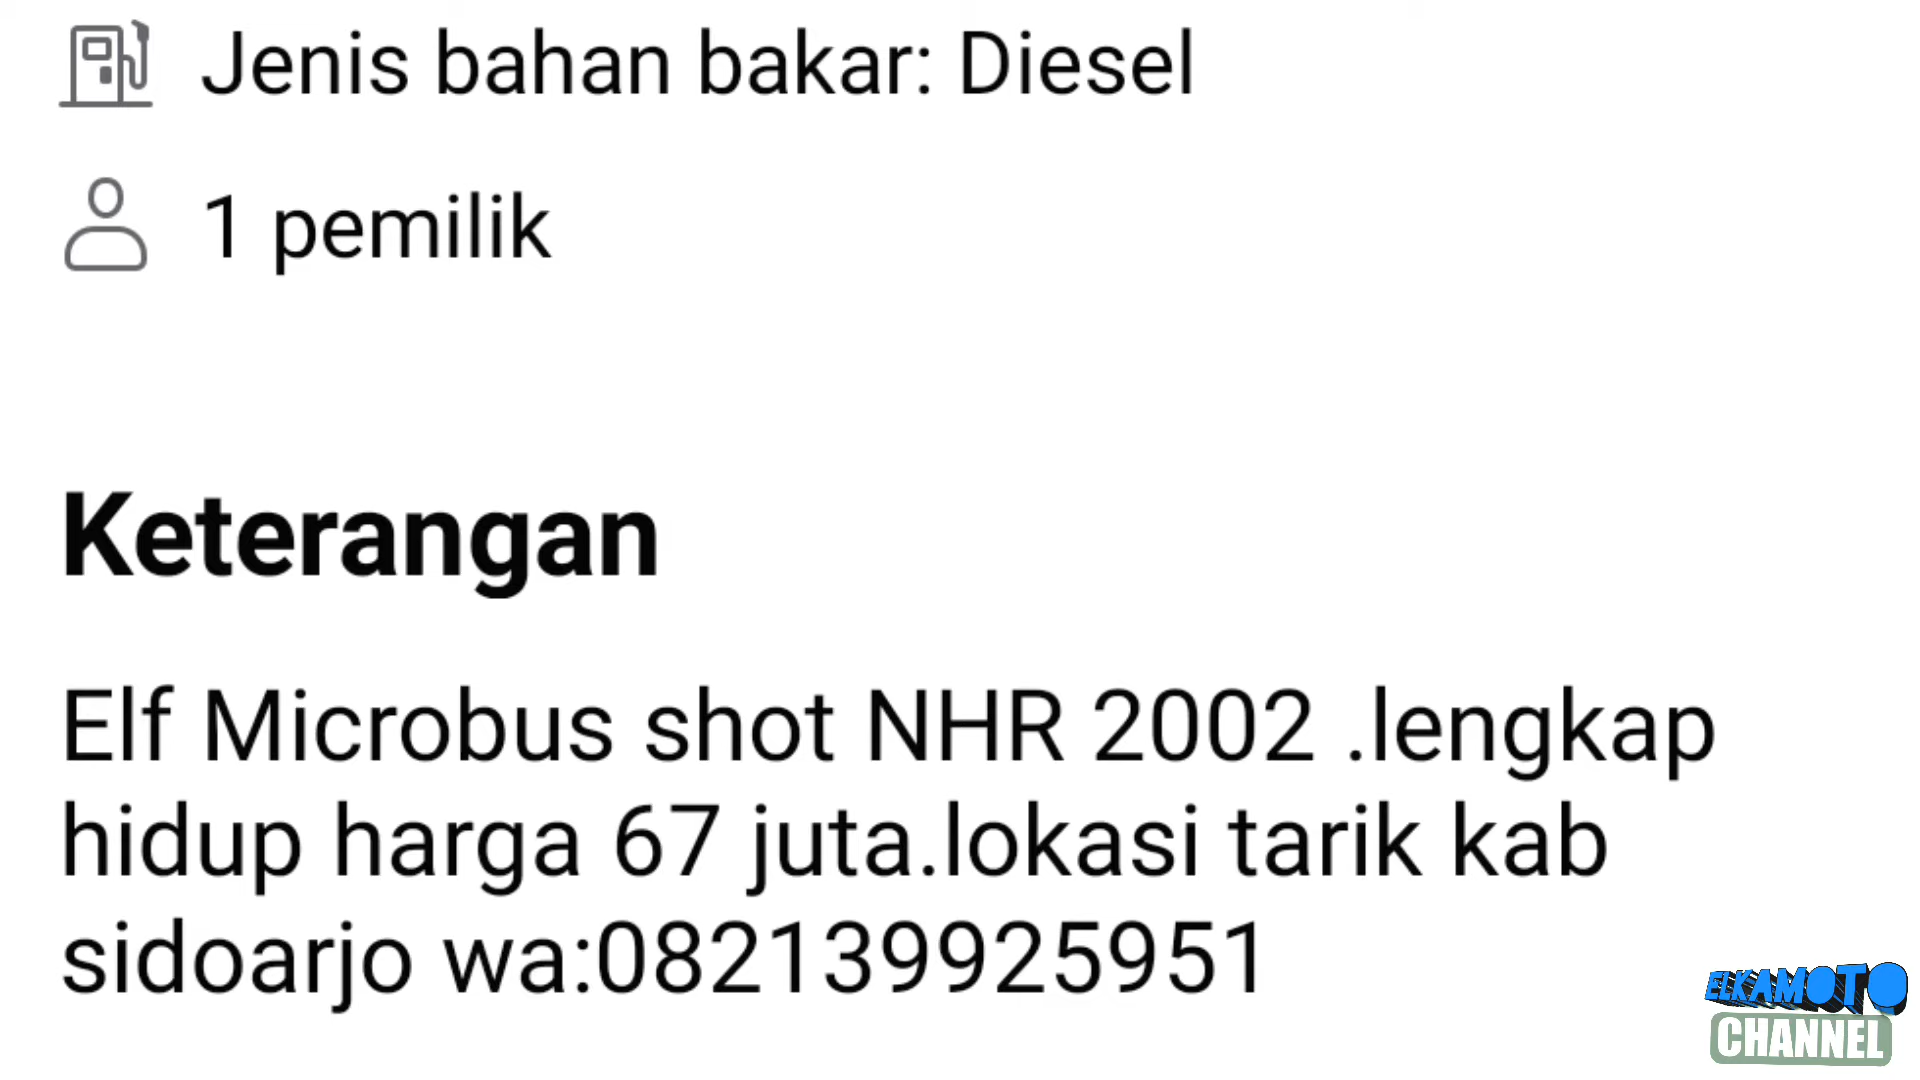 Jenis bahan bakar: Diesel
1 pemilik
Keterangan
Elf Microbus shot NHR 2002 .lengkap
hidup harga 67 juta.lokasi tarik kab
sidoarjo wa:082139925951
ELKAMOTO
CHANNEL